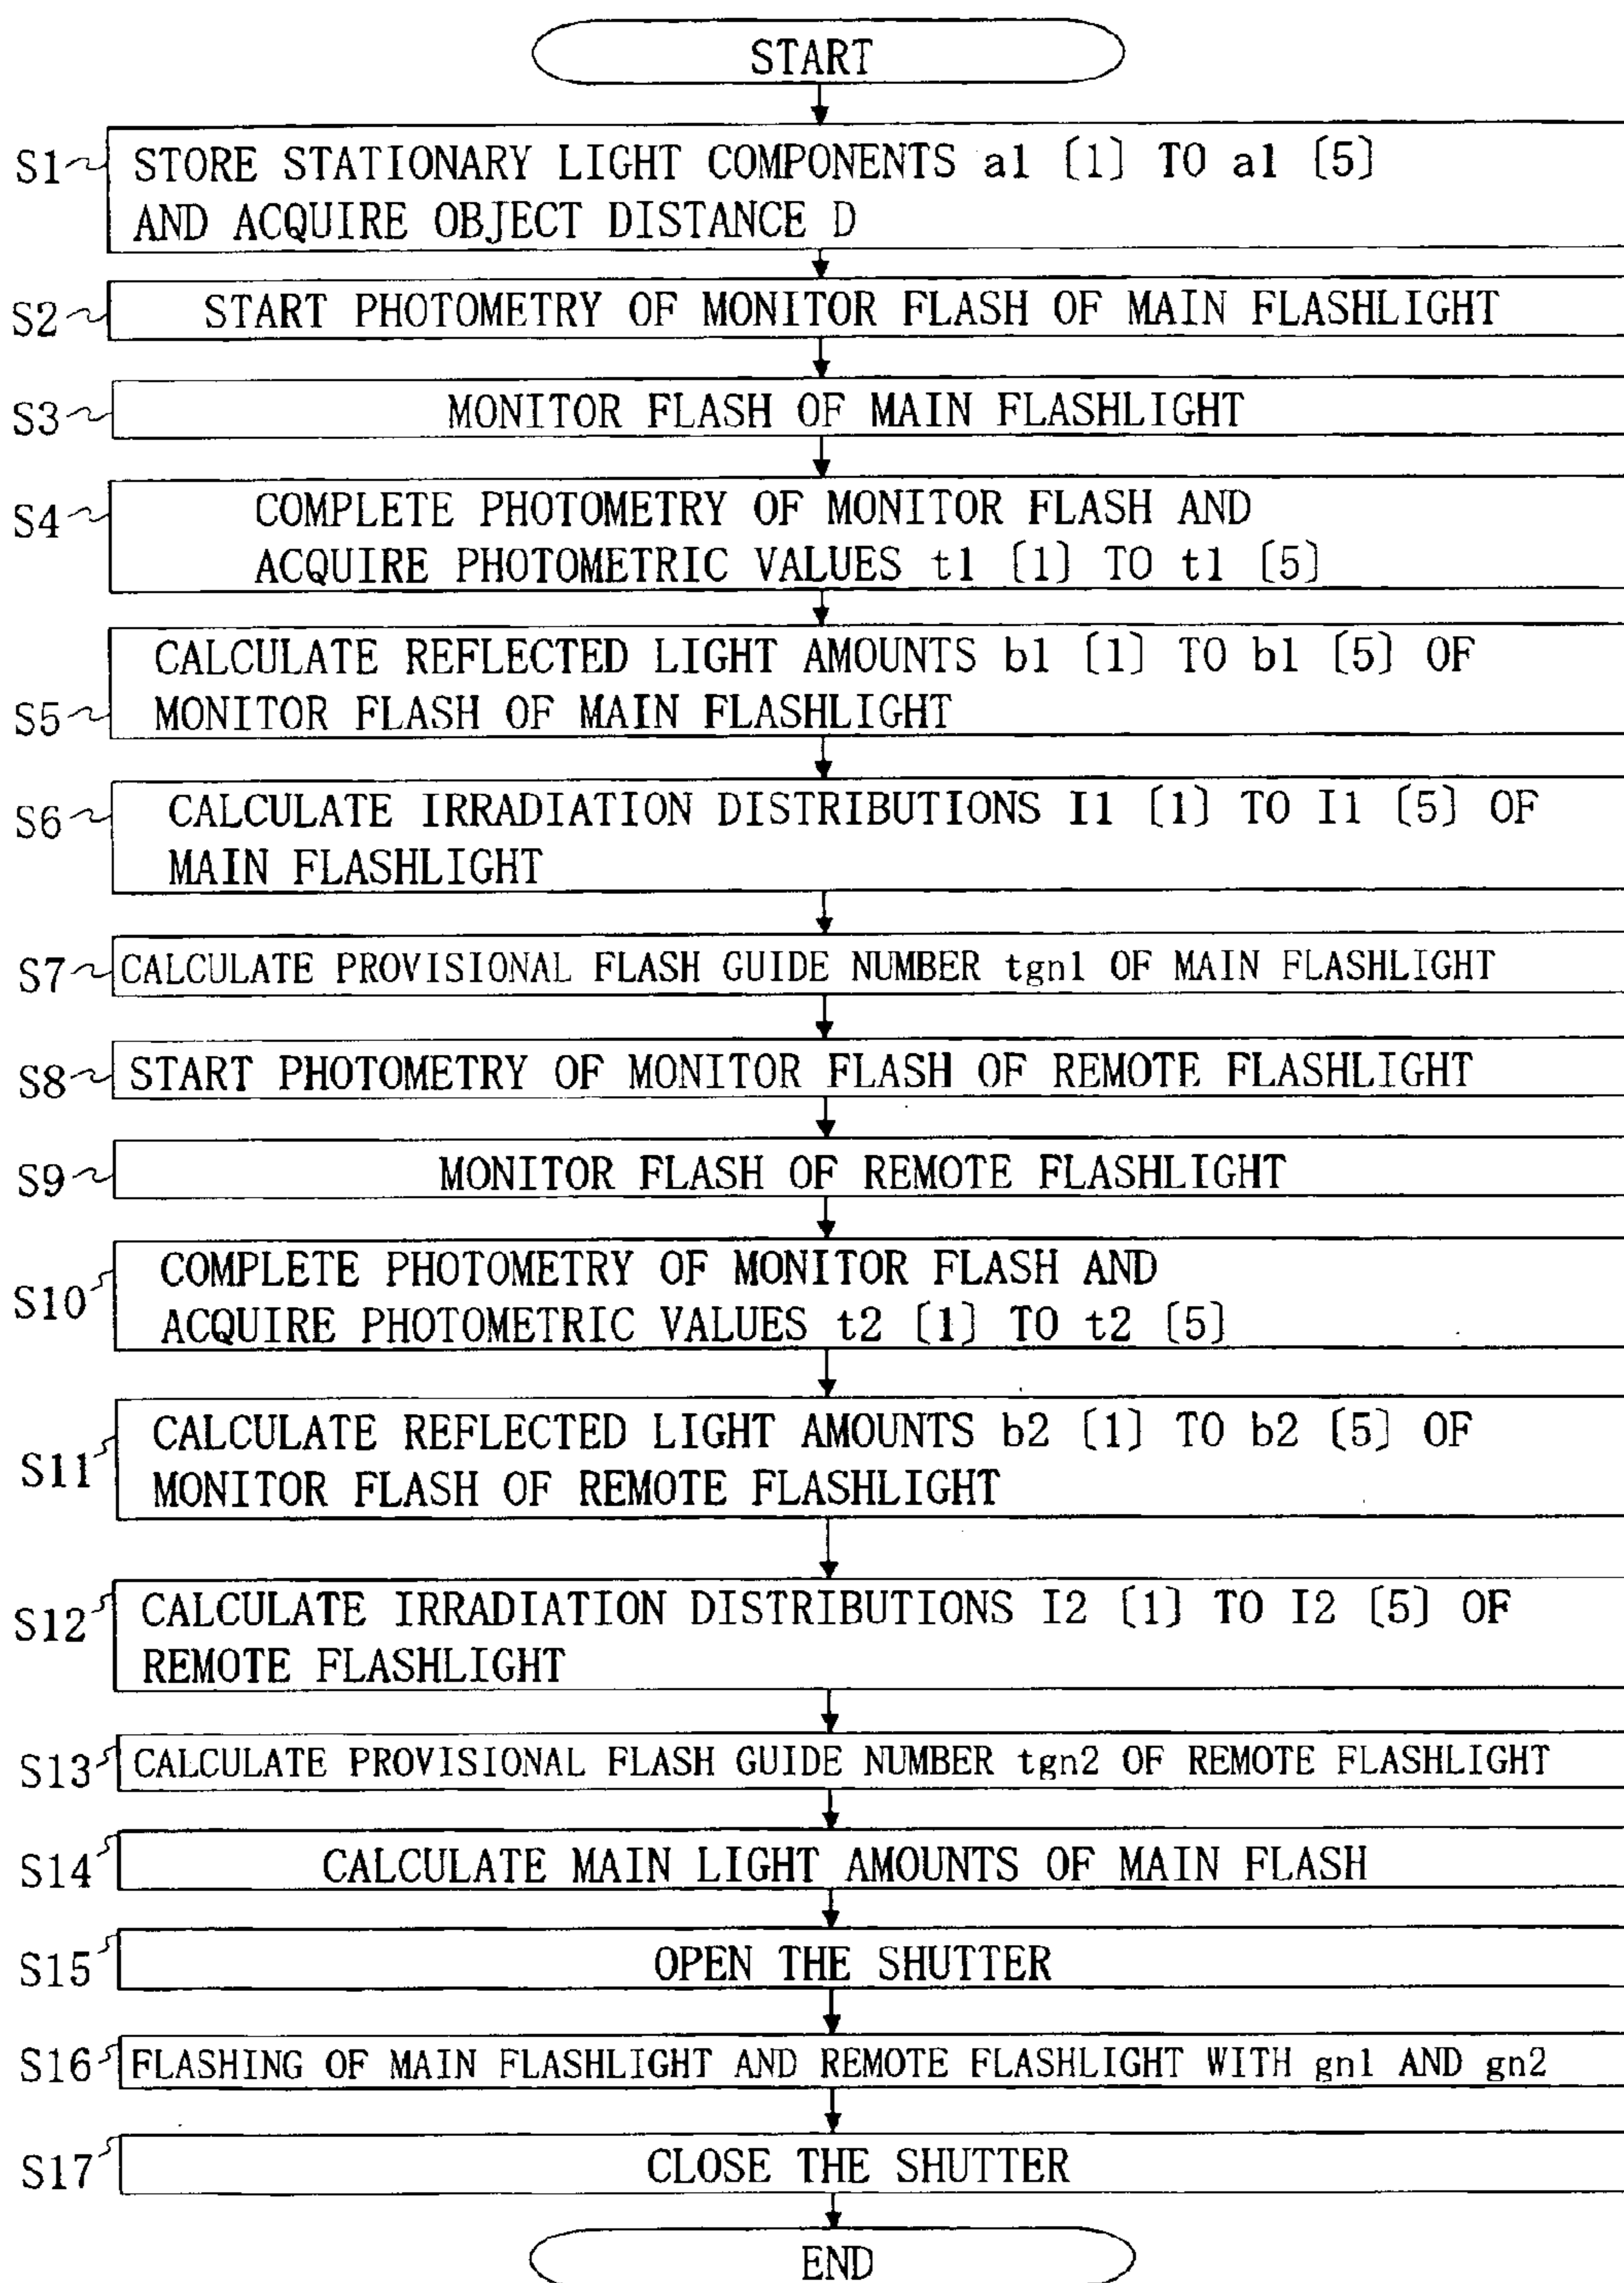 START
S1 STORE STATIONARY LIGHT COMPONENTS a1 [1] TO a1 [5]
AND ACQUIRE OBJECT DISTANCE D
S2 START PHOTOMETRY OF MONITOR FLASH OF MAIN FLASHLIGHT
S3 MONITOR FLASH OF MAIN FLASHLIGHT
S4 COMPLETE PHOTOMETRY OF MONITOR FLASH AND
ACQUIRE PHOTOMETRIC VALUES t1 [1] TO t1 [5]
CALCULATE REFLECTED LIGHT AMOUNTS b1 [1] TO b1 [5] OF
S5 MONITOR FLASH OF MAIN FLASHLIGHT
S6 CALCULATE IRRADIATION DISTRIBUTIONS I1 [1] TO I1 [5] OF
MAIN FLASHLIGHT
S7 CALCULATE PROVISIONAL FLASH GUIDE NUMBER tgn1 OF MAIN FLASHLIGHT
S8 START PHOTOMETRY OF MONITOR FLASH OF REMOTE FLASHLIGHT
S9 MONITOR FLASH OF REMOTE FLASHLIGHT
COMPLETE PHOTOMETRY OF MONITOR FLASH AND
S10 ACQUIRE PHOTOMETRIC VALUES t2 [1] TO t2 [5]
CALCULATE REFLECTED LIGHT AMOUNTS b2 [1] TO b2 [5] OF
S11 MONITOR FLASH OF REMOTE FLASHLIGHT
S12 CALCULATE IRRADIATION DISTRIBUTIONS I2 [1] TO I2 [5] OF
REMOTE FLASHLIGHT
S13 CALCULATE PROVISIONAL FLASH GUIDE NUMBER tgn2 OF REMOTE FLASHLIGHT
S14 CALCULATE MAIN LIGHT AMOUNTS OF MAIN FLASH
S15 OPEN THE SHUTTER
S16 FLASHING OF MAIN FLASHLIGHT AND REMOTE FLASHLIGHT WITH gn1 AND gn2
S17 CLOSE THE SHUTTER
END